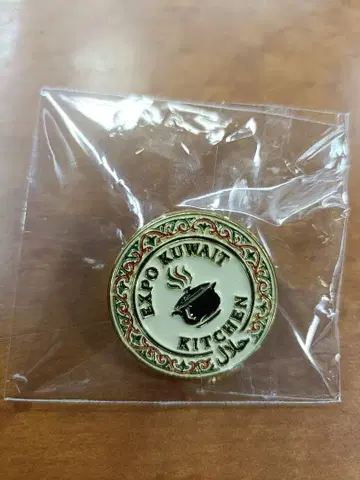 EXPO KUWAIT
KITCHEN
حلال